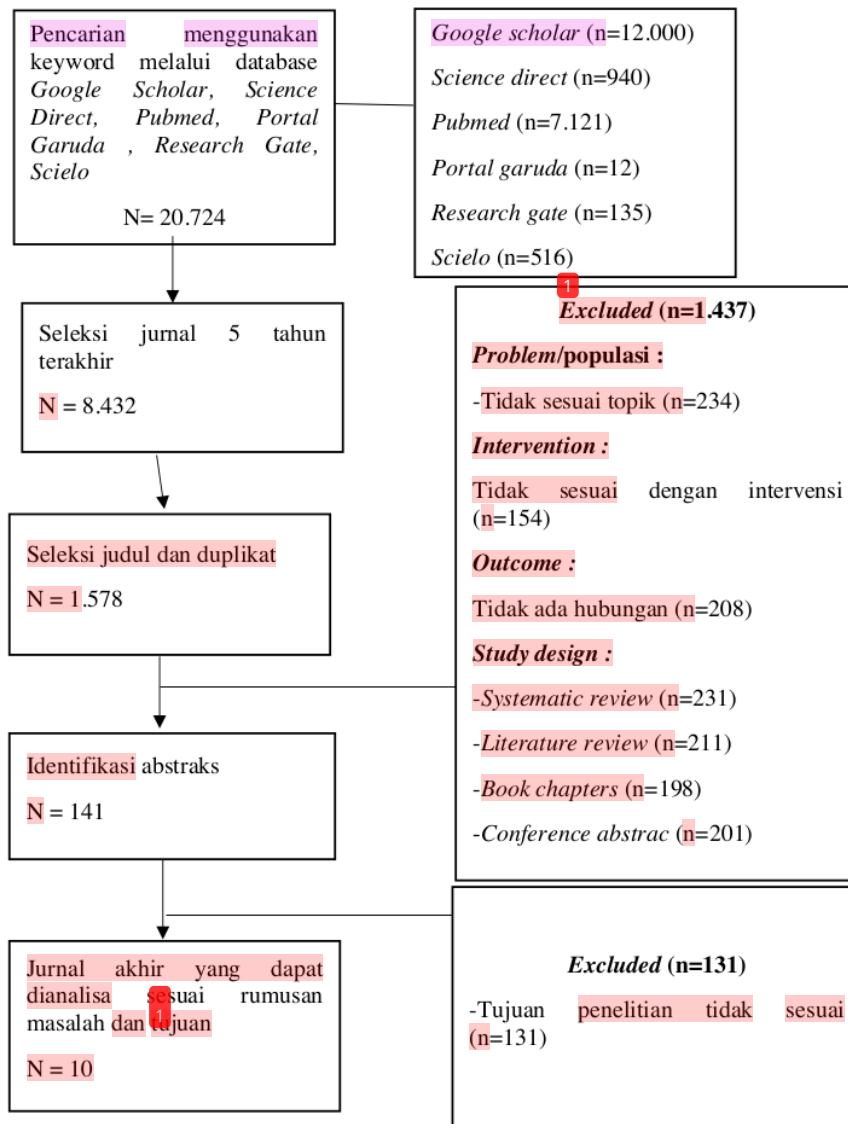 Pencarian menggunakan
keyword melalui database
Google Scholar, Science
Direct, Pubmed, Portal
Garuda , Research Gate,
Scielo
N= 20.724
Google scholar (n=12.000)
Science direct (n=940)
Pubmed (n=7.121)
Portal garuda (n=12)
Research gate (n=135)
Scielo (n=516)
Seleksi jurnal 5 tahun
terakhir
N = 8.432
1
Excluded (n=1.437)
Problem/populasi :
-Tidak sesuai topik (n=234)
Intervention :
Tidak sesuai dengan intervensi
(n=154)
Outcome :
Tidak ada hubungan (n=208)
Study design :
-Systematic review (n=231)
-Literature review (n=211)
-Book chapters (n=198)
-Conference abstrac (n=201)
Seleksi judul dan duplikat
N = 1.578
Identifikasi abstraks
N = 141
Jurnal akhir yang dapat
dianalisa sesuai rumusan
masalah dan tujuan
1
N = 10
Excluded (n=131)
-Tujuan penelitian tidak sesuai
(n=131)